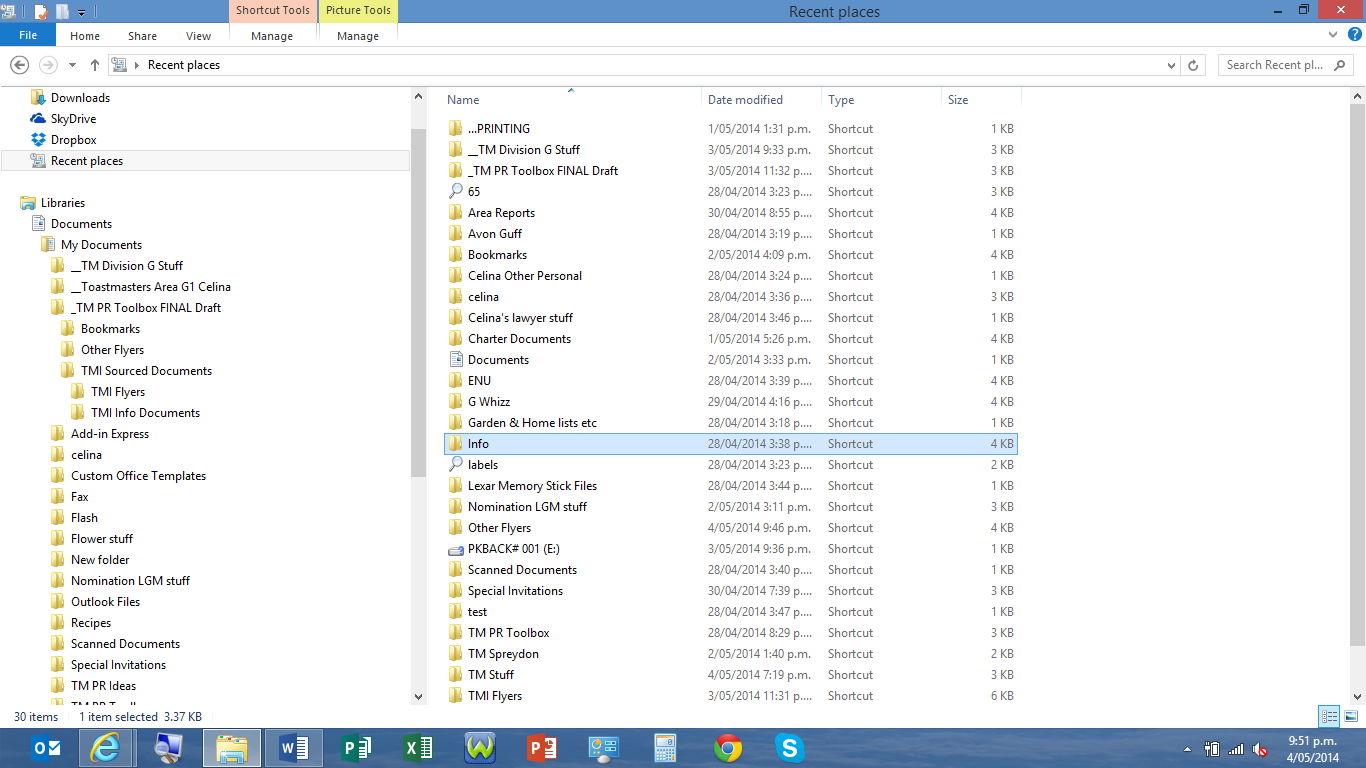 Shortcut Tools Picture Tools Recent places
File Home Share View Manage Manage
Recent places Search Recent pl...
Downloads
SkyDrive
Dropbox
Recent places
Libraries
Documents
My Documents
__TM Division G Stuff
__Toastmasters Area G1 Celina
_TM PR Toolbox FINAL Draft
Bookmarks
Other Flyers
TMI Sourced Documents
TMI Flyers
TMI Info Documents
Add-in Express
celina
Custom Office Templates
Fax
Flash
Flower stuff
New folder
Nomination LGM stuff
Outlook Files
Recipes
Scanned Documents
Special Invitations
TM PR Ideas
Name Date modified Type Size
...PRINTING 1/05/2014 1:31 p.m. Shortcut 1 KB
__TM Division G Stuff 3/05/2014 9:33 p.m. Shortcut 3 KB
_TM PR Toolbox FINAL Draft 3/05/2014 11:32 p.m. Shortcut 3 KB
65 28/04/2014 3:23 p.m. Shortcut 3 KB
Area Reports 30/04/2014 8:55 p.m. Shortcut 4 KB
Avon Guff 28/04/2014 3:19 p.m. Shortcut 1 KB
Bookmarks 2/05/2014 4:09 p.m. Shortcut 4 KB
Celina Other Personal 28/04/2014 3:24 p.... Shortcut 1 KB
celina 28/04/2014 3:36 p.... Shortcut 3 KB
Celina's lawyer stuff 28/04/2014 3:46 p.... Shortcut 1 KB
Charter Documents 1/05/2014 5:26 p.m. Shortcut 4 KB
Documents 2/05/2014 3:33 p.m. Shortcut 1 KB
ENU 28/04/2014 3:39 p.... Shortcut 4 KB
G Whizz 29/04/2014 4:16 p.... Shortcut 4 KB
Garden & Home lists etc 28/04/2014 3:18 p.... Shortcut 1 KB
Info 28/04/2014 3:38 p.... Shortcut 4 KB
labels 28/04/2014 3:23 p.... Shortcut 2 KB
Lexar Memory Stick Files 28/04/2014 3:44 p.... Shortcut 1 KB
Nomination LGM stuff 2/05/2014 3:11 p.m. Shortcut 3 KB
Other Flyers 4/05/2014 9:46 p.m. Shortcut 4 KB
PKBACK# 001 (E:) 3/05/2014 9:36 p.m. Shortcut 1 KB
Scanned Documents 28/04/2014 3:40 p.... Shortcut 1 KB
Special Invitations 30/04/2014 7:39 p.... Shortcut 3 KB
test 28/04/2014 3:47 p.... Shortcut 1 KB
TM PR Toolbox 28/04/2014 8:29 p.... Shortcut 3 KB
TM Spreydon 2/05/2014 1:40 p.m. Shortcut 2 KB
TM Stuff 4/05/2014 7:19 p.m. Shortcut 3 KB
TMI Flyers 3/05/2014 11:31 p.m. Shortcut 6 KB
30 items 1 item selected 3.37 KB
9:51 p.m.
4/05/2014